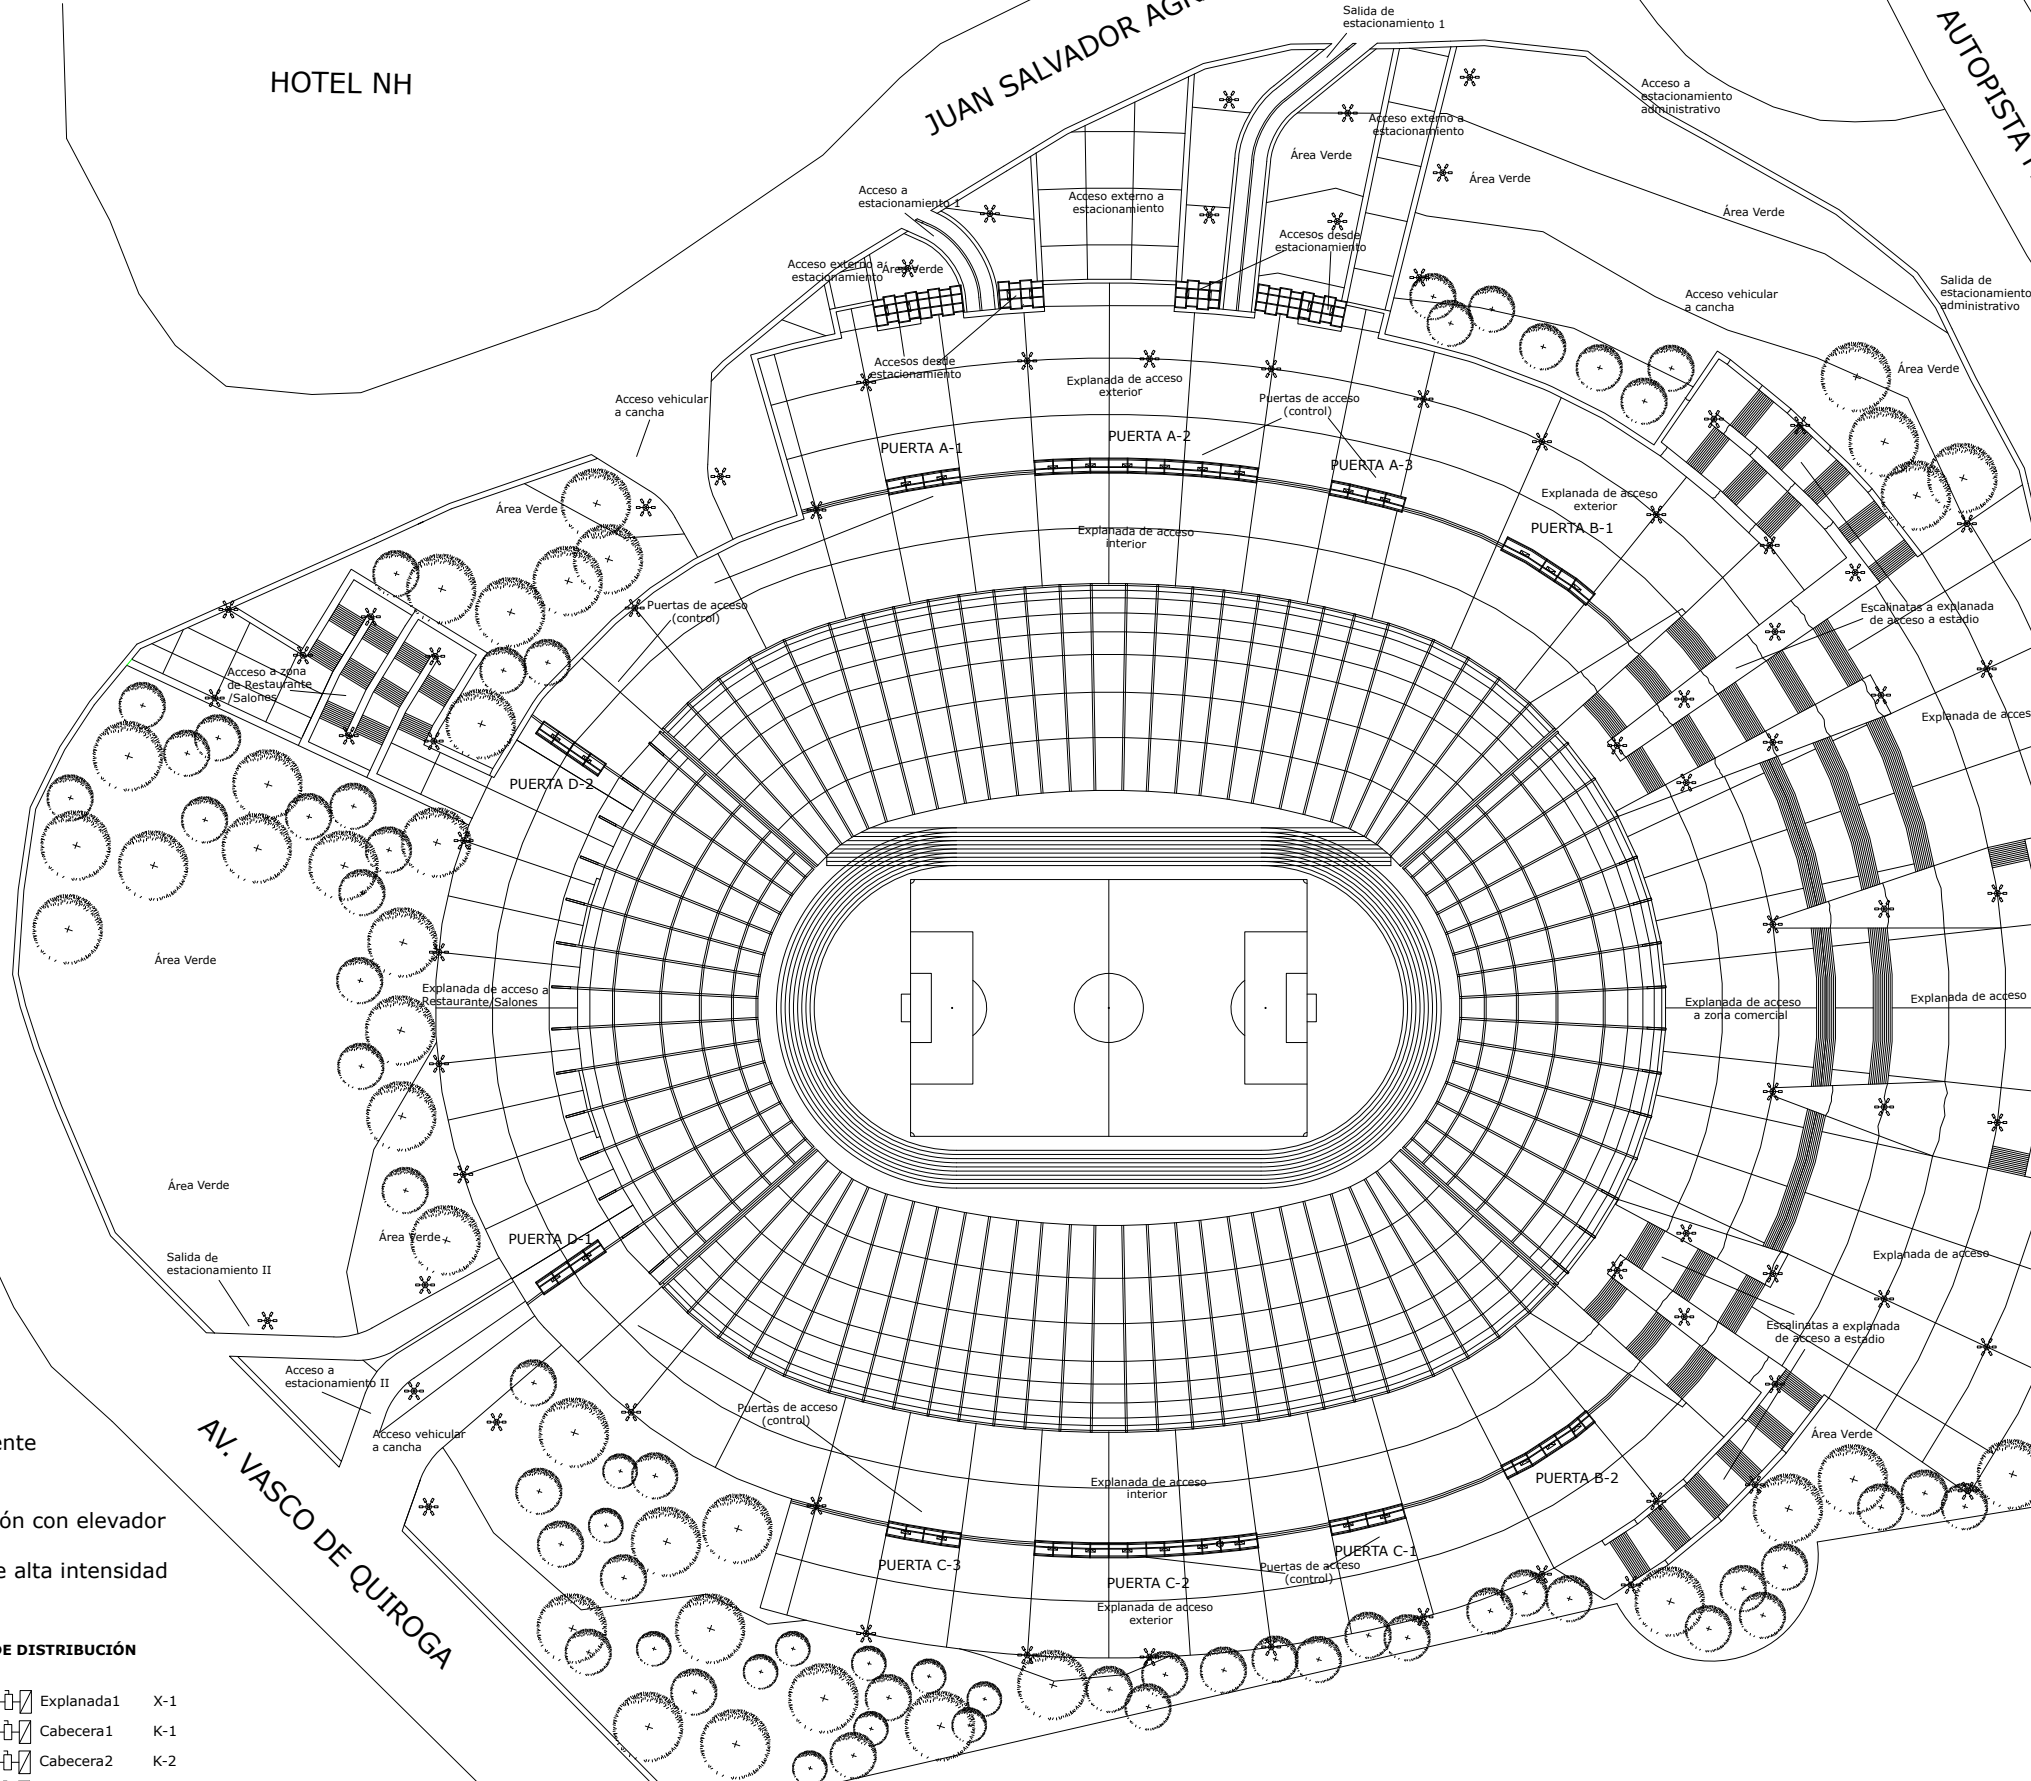 HOTEL NH
JUAN SALVADOR
AUTOPISTA
Salida de
estacionamiento 1
Acceso a
estacionamiento
administrativo
Acceso externo a
estacionamiento
Área Verde
Área Verde
Área Verde
Acceso a
estacionamiento 1
Acceso externo a
estacionamiento
Accesos desde
estacionamiento
Acceso externo a
estacionamiento
Área Verde
Salida de
estacionamiento
administrativo
Acceso vehicular
a cancha
Área Verde
Accesos desde
estacionamiento
Explanada de acceso
exterior
Puertas de acceso
(control)
Acceso vehicular
a cancha
PUERTA A-1
PUERTA A-2
PUERTA A-3
Área Verde
Explanada de acceso
exterior
PUERTA B-1
Explanada de acceso
interior
Puertas de acceso
(control)
Escalinatas a explanada
de acceso a estadio
Acceso a zona
de Restaurante
/Salones
Explanada de acces
PUERTA D-2
Área Verde
Explanada de acceso a
Restaurante/Salones
Explanada de acceso
a zona comercial
Explanada de acceso
Área Verde
Área Verde
PUERTA D-1
Salida de
estacionamiento II
Explanada de acceso
Escalinatas a explanada
de acceso a estadio
Acceso a
estacionamiento II
Acceso vehicular
a cancha
Puertas de acceso
(control)
Área Verde
AV. VASCO DE QUIROGA
Explanada de acceso
interior
PUERTA B-2
PUERTA C-3
PUERTA C-2
PUERTA C-1
Puertas de acceso
(control)
Explanada de acceso
exterior
ente
ón con elevador
e alta intensidad
DE DISTRIBUCIÓN
Explanada1 X-1
Cabecera1 K-1
Cabecera2 K-2